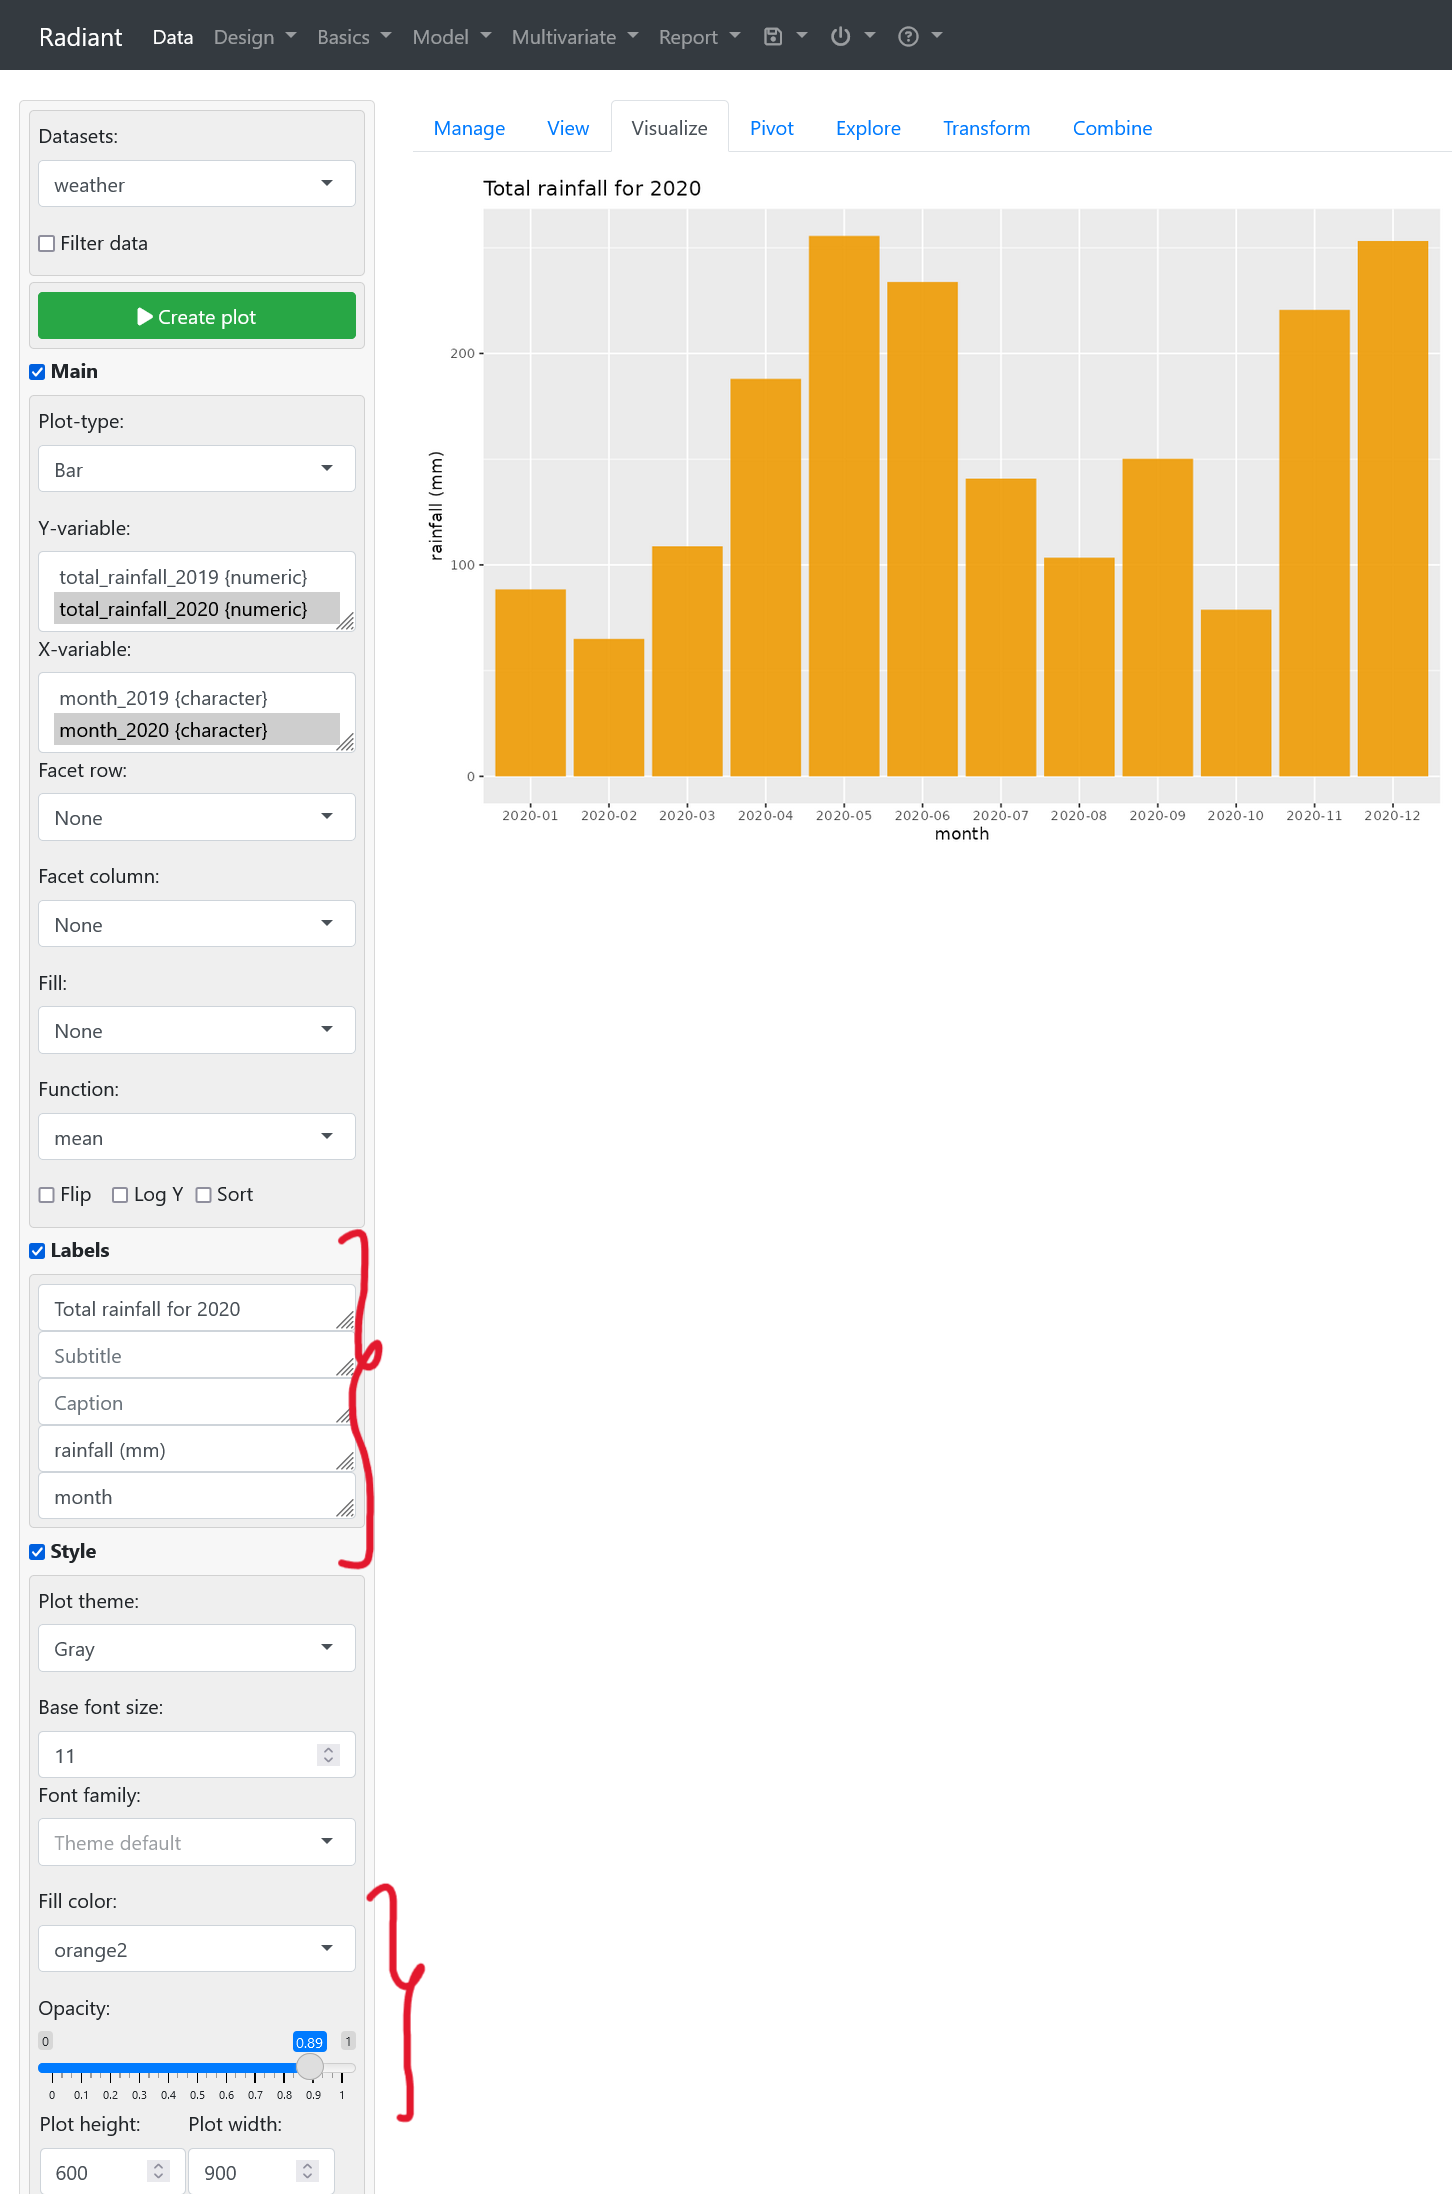 Radiant Data Design Basics Model Multivariate Report
Manage View Visualize Pivot Explore Transform Combine
Datasets:
weather
Filter data
Create plot
Main
Plot-type:
Bar
Y-variable:
total_rainfall_2019 {numeric}
total_rainfall_2020 {numeric}
X-variable:
month_2019 {character}
month_2020 {character}
Facet row:
None
Facet column:
None
Fill:
None
Function:
mean
Flip Log Y Sort
Labels
Total rainfall for 2020
Subtitle
Caption
rainfall (mm)
month
Style
Plot theme:
Gray
Base font size:
11
Font family:
Theme default
Fill color:
orange2
Opacity:
0 0.89 1
0 0.1 0.2 0.3 0.4 0.5 0.6 0.7 0.8 0.9 1
Plot height: Plot width:
600 900
Total rainfall for 2020
rainfall (mm)
200
100
0
2020-01 2020-02 2020-03 2020-04 2020-05 2020-06 2020-07 2020-08 2020-09 2020-10 2020-11 2020-12
month